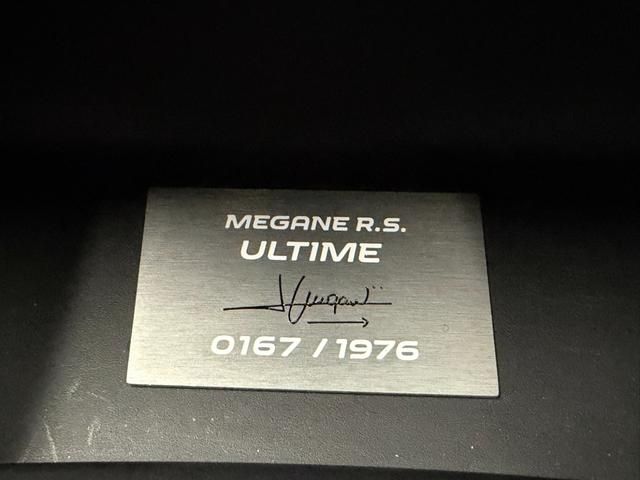 MEGANE R.S.
ULTIME
0167 / 1976